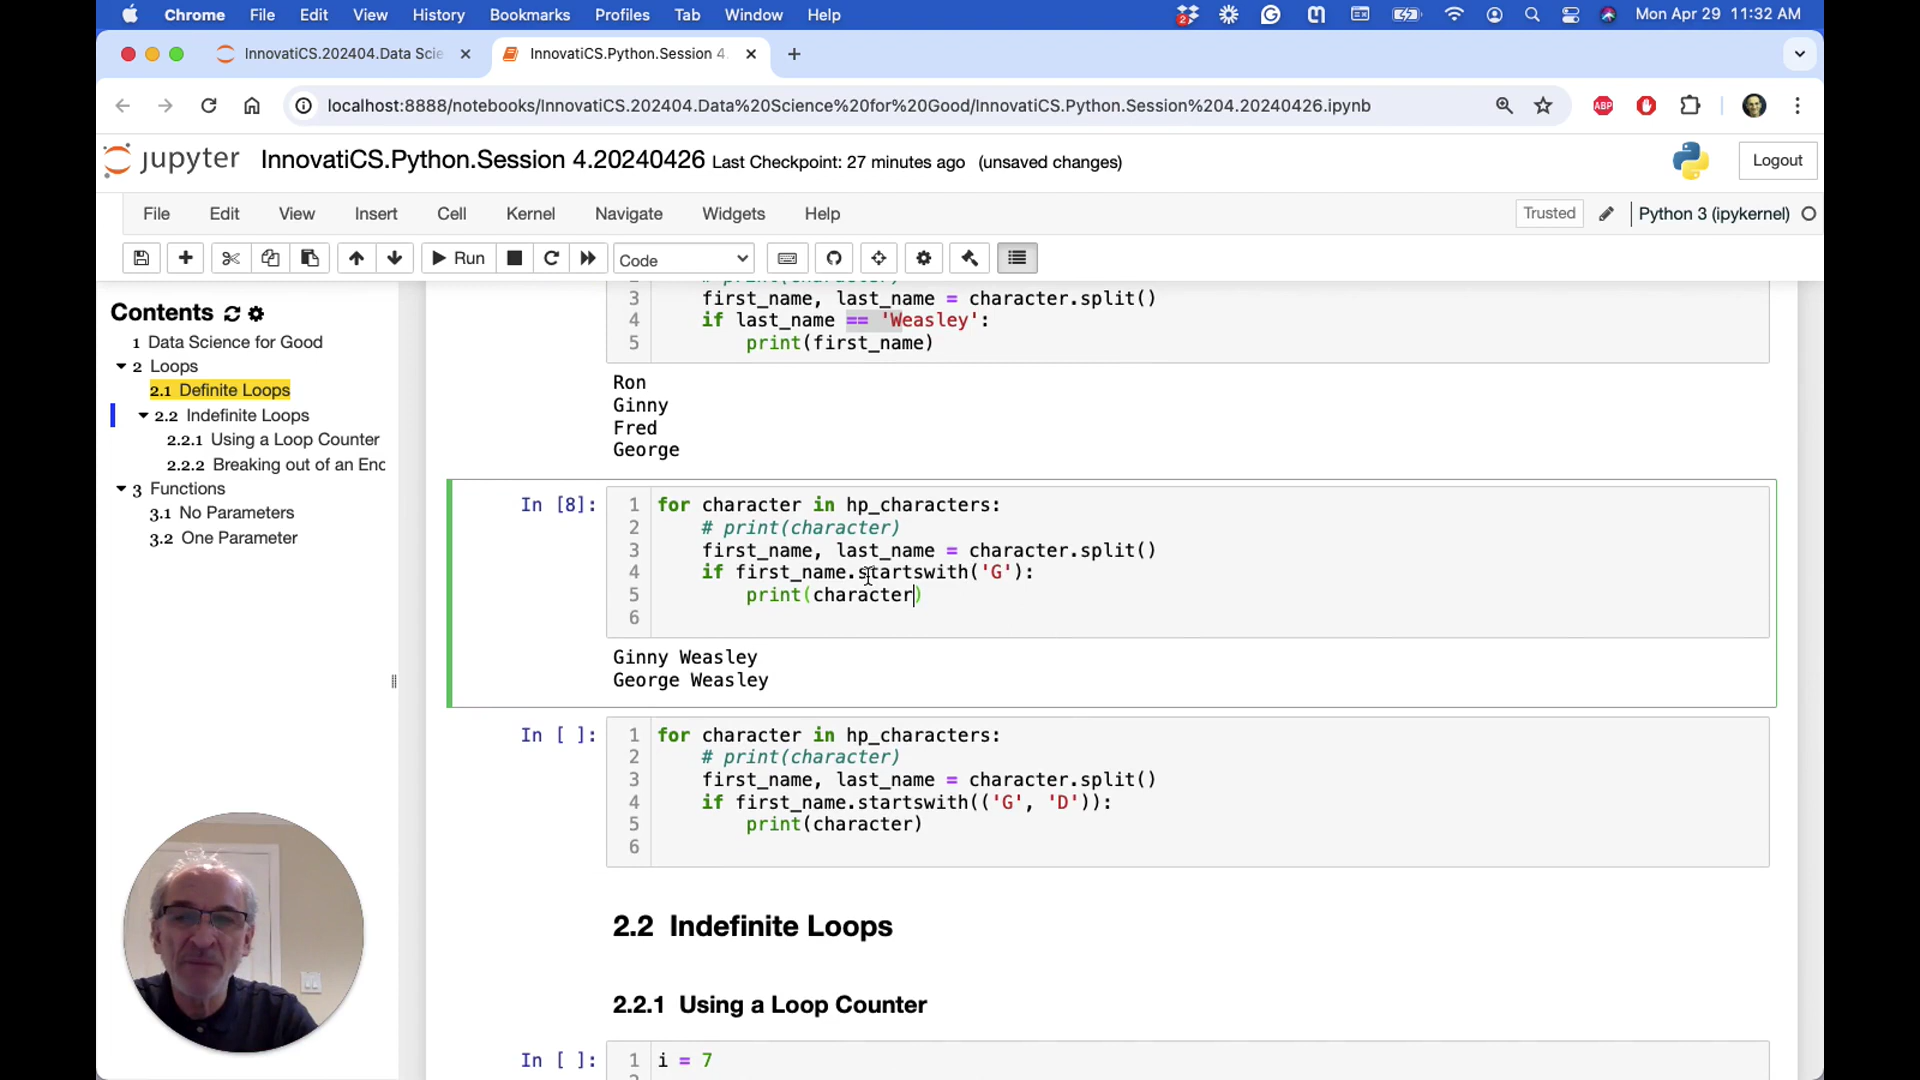 Chrome File Edit View History Bookmarks Profiles Tab Window Help
2
Mon Apr 29 11:32 AM
InnovatiCS.202404.Data Scie
InnovatiCS.Python.Session 4.
localhost:8888/notebooks/InnovatiCS.202404.Data%20Science%20for%20Good/InnovatiCS.Python.Session%204.20240426.ipynb
ABP
jupyter InnovatiCS.Python.Session 4.20240426 Last Checkpoint: 27 minutes ago (unsaved changes)
Logout
File Edit View Insert Cell Kernel Navigate Widgets Help
Trusted
Python 3 (ipykernel)
Run
Code
Contents
1 Data Science for Good
2 Loops
2.1 Definite Loops
2.2 Indefinite Loops
2.2.1 Using a Loop Counter
2.2.2 Breaking out of an Enc
3 Functions
3.1 No Parameters
3.2 One Parameter
2 # print(character)
3 first_name, last_name = character.split()
4 if last_name == 'Weasley':
5 print(first_name)
Ron
Ginny
Fred
George
In [8]:
1 for character in hp_characters:
2 # print(character)
3 first_name, last_name = character.split()
4 if first_name.startswith('G'):
5 print(character)
6
Ginny Weasley
George Weasley
In [ ]:
1 for character in hp_characters:
2 # print(character)
3 first_name, last_name = character.split()
4 if first_name.startswith(('G', 'D')):
5 print(character)
6
2.2 Indefinite Loops
2.2.1 Using a Loop Counter
In [ ]:
1 i = 7